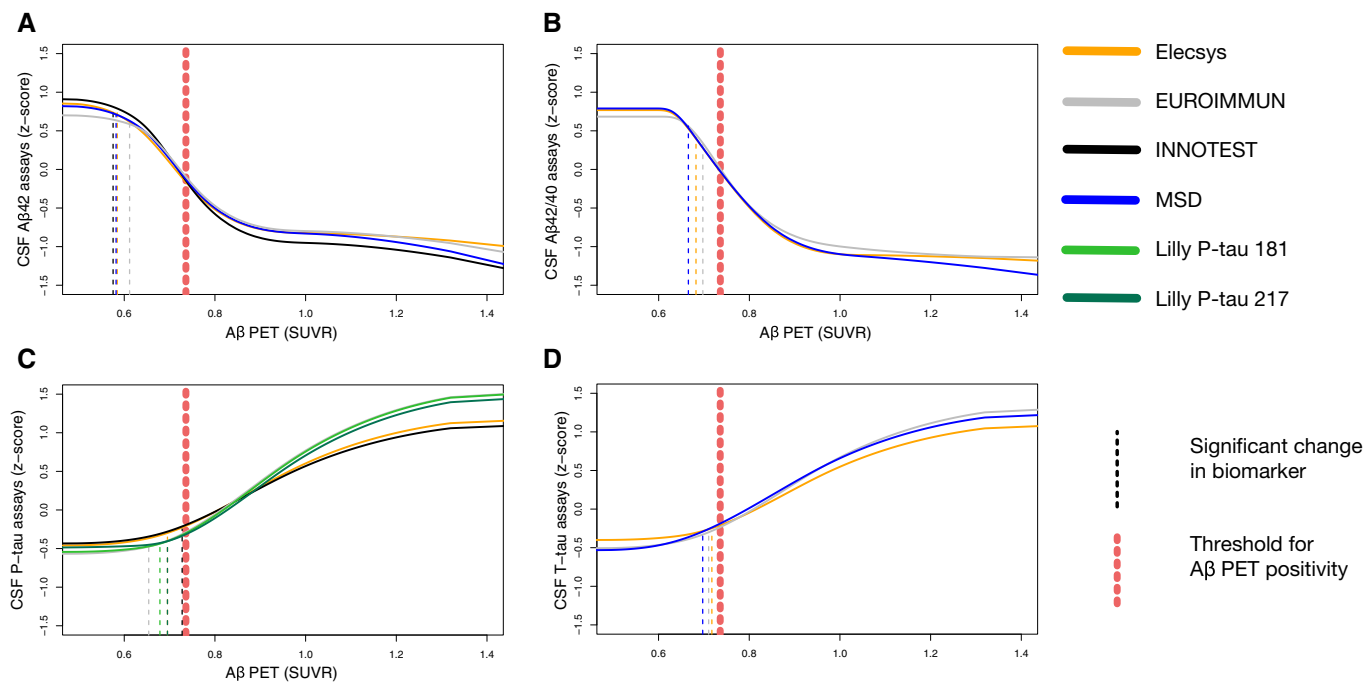 A
CSF Aβ42 assays (z−score)
1.5
1.0
0.5
0.0
−0.5
−1.0
−1.5
0.6
0.8
1.0
1.2
1.4
Aβ PET (SUVR)
B
CSF Aβ42/40 assays (z−score)
1.5
1.0
0.5
0.0
−0.5
−1.0
−1.5
0.6
0.8
1.0
1.2
1.4
Aβ PET (SUVR)
Elecsys
EUROIMMUN
INNOTEST
MSD
Lilly P-tau 181
Lilly P-tau 217
C
CSF P−tau assays (z−score)
1.5
1.0
0.5
0.0
−0.5
−1.0
−1.5
0.6
0.8
1.0
1.2
1.4
Aβ PET (SUVR)
D
CSF T−tau assays (z−score)
1.5
1.0
0.5
0.0
−0.5
−1.0
−1.5
0.6
0.8
1.0
1.2
1.4
Aβ PET (SUVR)
Significant change
in biomarker
Threshold for
Aβ PET positivity